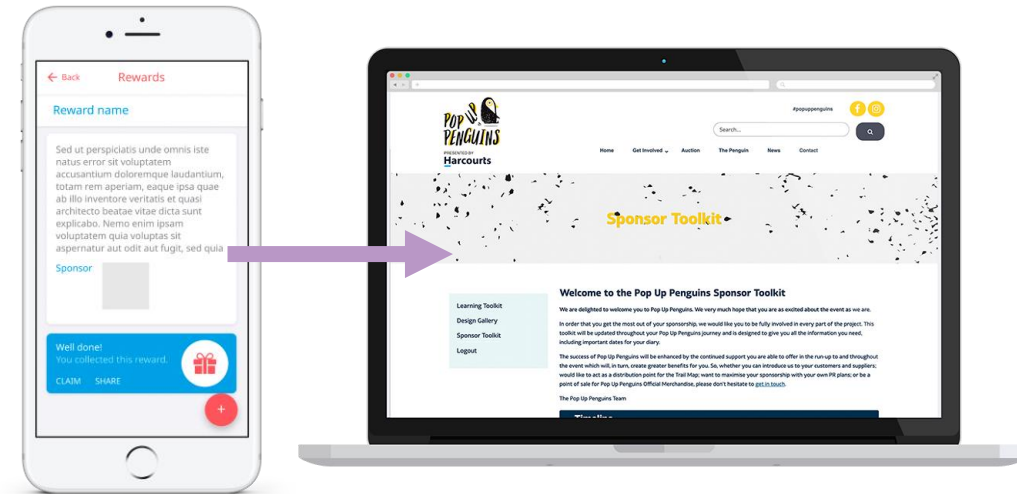 ← Back Rewards
Reward name
Sed ut perspiciatis unde omnis iste
natus error sit voluptatem
accusantium doloremque laudantium,
totam rem aperiam, eaque ipsa quae
ab illo inventore veritatis et quasi
architecto beatae vitae dicta sunt
explicabo. Nemo enim ipsam
voluptatem quia voluptas sit
aspernatur aut odit aut fugit, sed quia
Sponsor
Well done!
You collected this reward.
CLAIM SHARE
+
POP UP
PENGUINS
PRESENTED BY
Harcourts
#popuppenguins
Search...
Home Get Involved Auction The Penguin News Contact
Sponsor Toolkit
Learning Toolkit
Design Gallery
Sponsor Toolkit
Logout
Welcome to the Pop Up Penguins Sponsor Toolkit
We are delighted to welcome you to Pop Up Penguins. We very much hope that you are as excited about the event as we are.
In order that you get the most out of your sponsorship, we would like you to be fully involved in every part of the project. This
toolkit will be updated throughout your Pop Up Penguins journey and is designed to give you all the information you need,
including important dates for your diary.
The success of Pop Up Penguins will be enhanced by the continued support you are able to offer in the run-up to and throughout
the event which will, in turn, create greater benefits for you. So, whether you can introduce us to your customers and suppliers;
would like to act as a distribution point for the Trail Map; want to maximise your sponsorship with your own PR plans; or be a
point of sale for Pop Up Penguins Official Merchandise, please don't hesitate to get in touch.
The Pop Up Penguins Team
Timeline